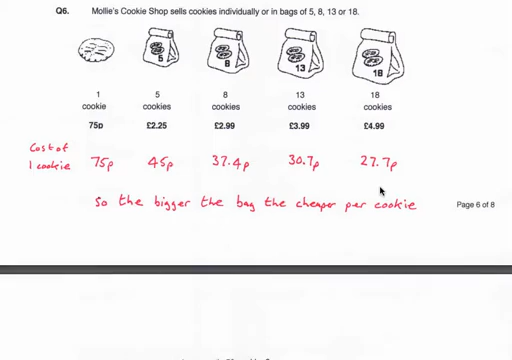 Q6. Mollie's Cookie Shop sells cookies individually or in bags of 5, 8, 13 or 18.
5 8 13 18
1 5 8 13 18
cookie cookies cookies cookies cookies
75p £2.25 £2.99 £3.99 £4.99
Cost of
1 cookie 75p 45p 37.4p 30.7p 27.7p
So the bigger the bag the cheaper per cookie
Page 6 of 8